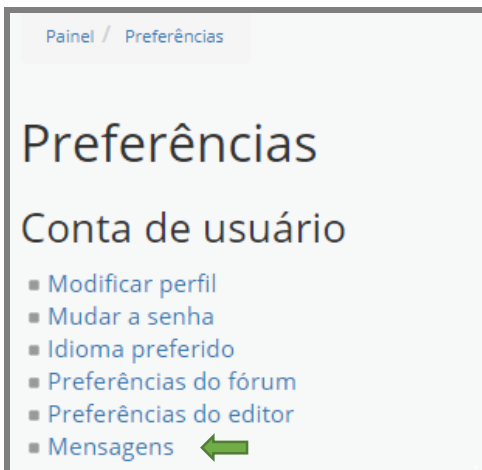 Painel / Preferências
Preferências
Conta de usuário
Modificar perfil
Mudar a senha
Idioma preferido
Preferências do fórum
Preferências do editor
Mensagens